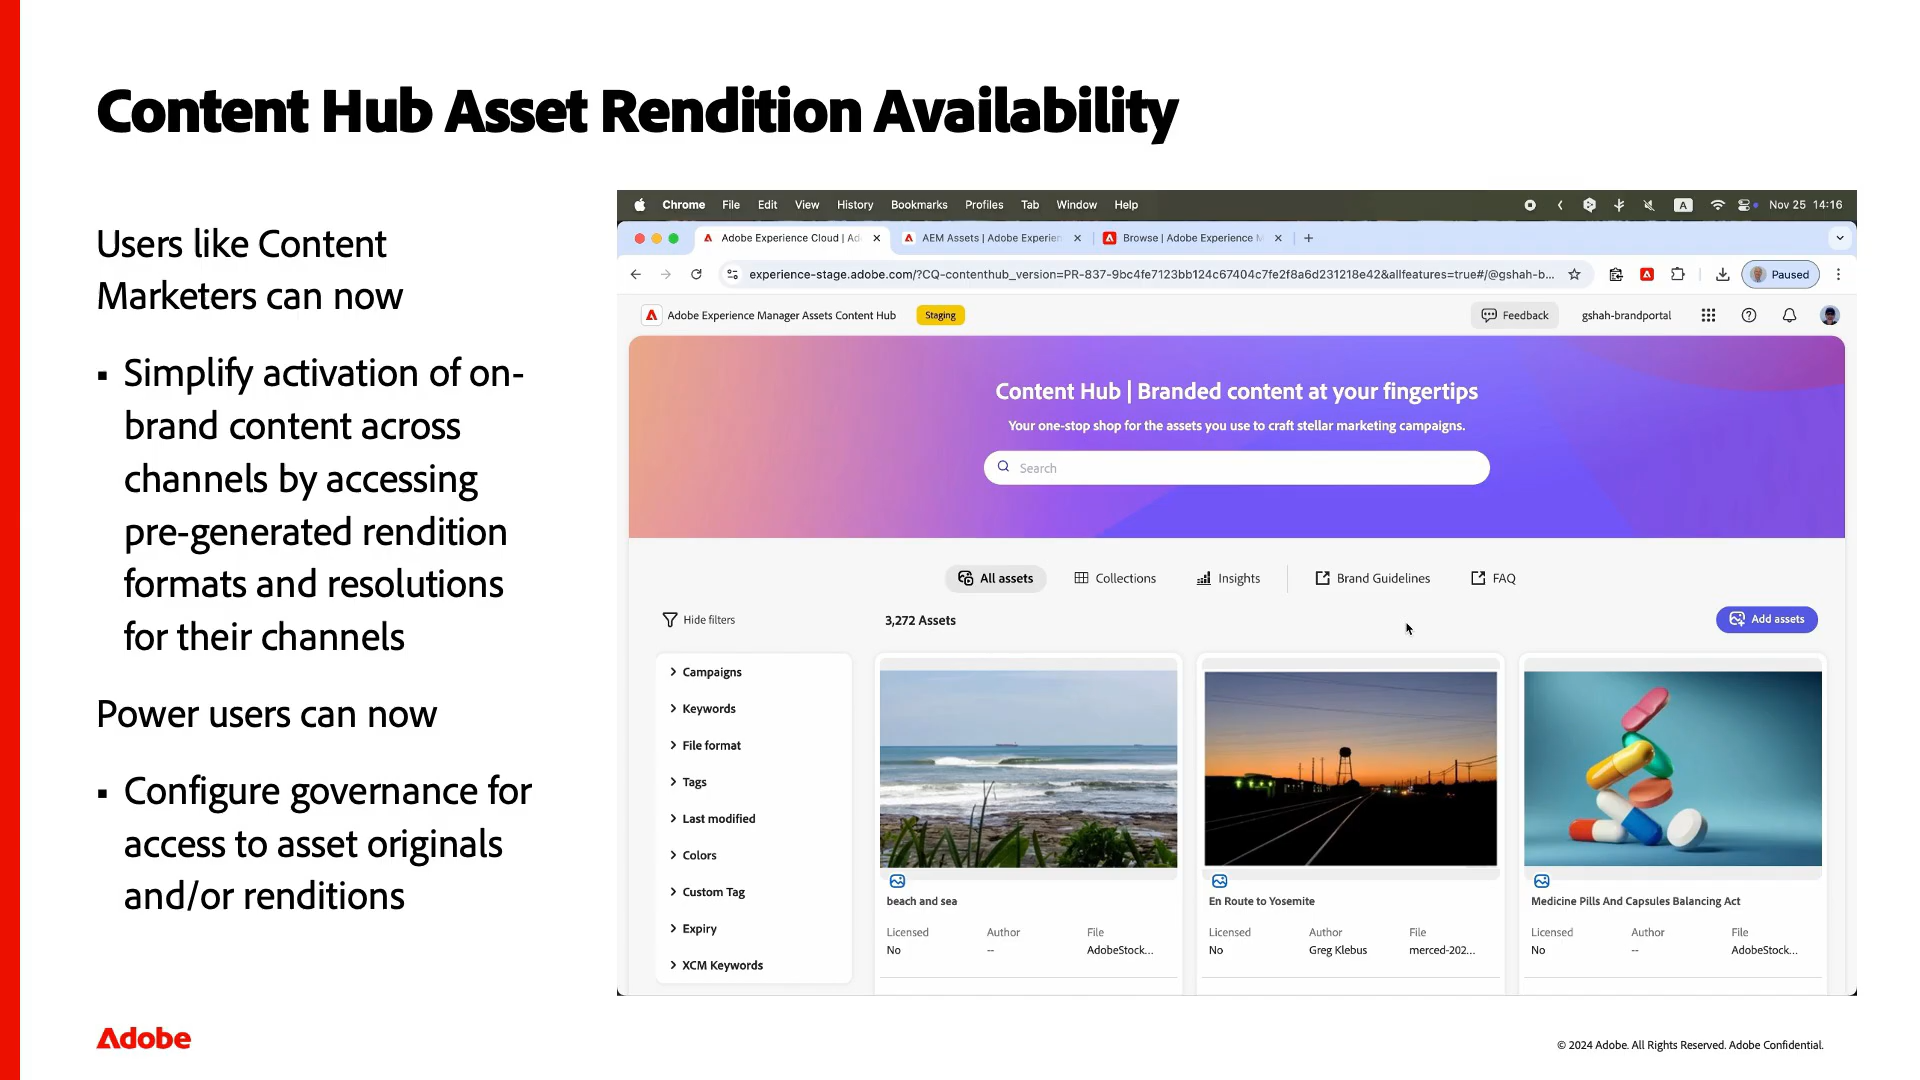 Content Hub Asset Rendition Availability
Users like Content
Marketers can now
▪ Simplify activation of on-
brand content across
channels by accessing
pre-generated rendition
formats and resolutions
for their channels
Power users can now
▪ Configure governance for
access to asset originals
and/or renditions
Chrome File Edit View History Bookmarks Profiles Tab Window Help A Nov 25 14:16
Adobe Experience Cloud | Ad AEM Assets | Adobe Experien Browse | Adobe Experience M
experience-stage.adobe.com/?CQ-contenthub_version=PR-837-9bc4fe7123bb124c67404c7fe2f8a6d231218e42&allfeatures=true#/@gshah-b... Paused
Adobe Experience Manager Assets Content Hub Staging Feedback gshah-brandportal
Content Hub | Branded content at your fingertips
Your one-stop shop for the assets you use to craft stellar marketing campaigns.
Search
All assets Collections Insights Brand Guidelines FAQ
Hide filters 3,272 Assets Add assets
Campaigns
Keywords
File format
Tags
Last modified
Colors
Custom Tag
Expiry
XCM Keywords
beach and sea
Licensed Author File
No -- AdobeStock...
En Route to Yosemite
Licensed Author File
No Greg Klebus merced-202...
Medicine Pills And Capsules Balancing Act
Licensed Author File
No -- AdobeStock...
Adobe
© 2024 Adobe. All Rights Reserved. Adobe Confidential.